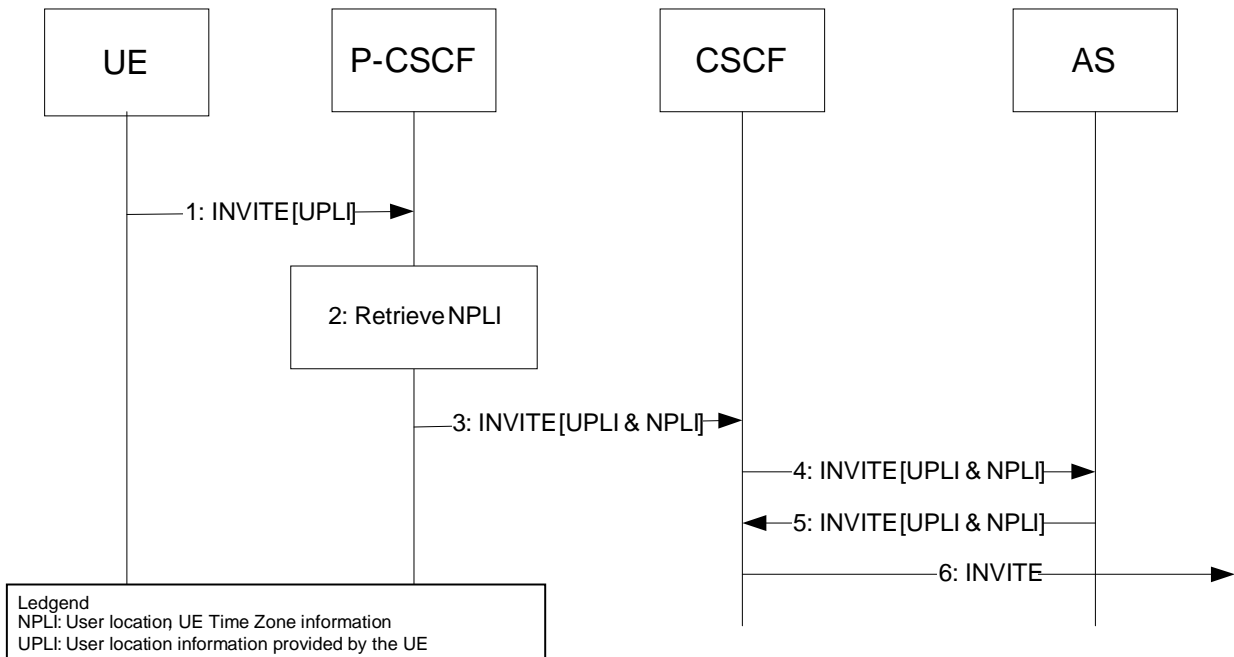 UE
P-CSCF
CSCF
AS
1: INVITE[UPLI]
2: Retrieve NPLI
3: INVITE[UPLI & NPLI]
4: INVITE[UPLI & NPLI]
5: INVITE[UPLI & NPLI]
6: INVITE
Ledgend
NPLI: User location, UE Time Zone information
UPLI: User location information provided by the UE